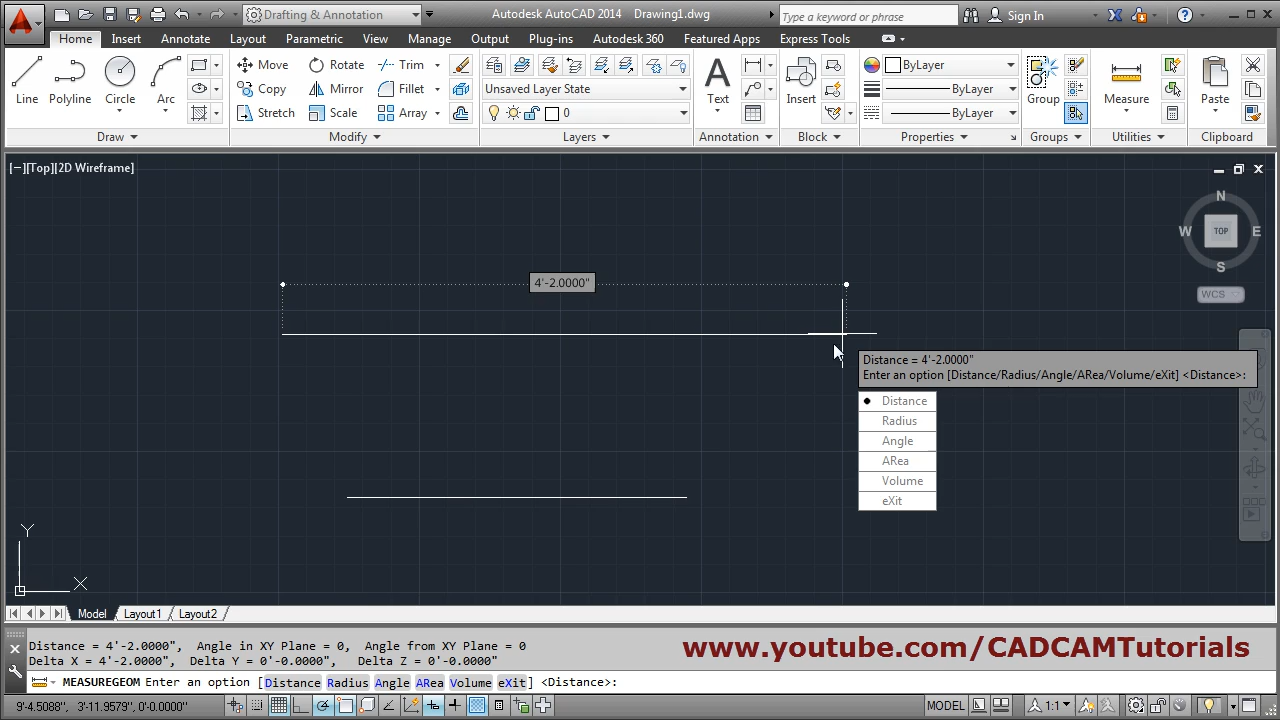 Drafting & Annotation
Autodesk AutoCAD 2014 Drawing1.dwg
Type a keyword or phrase
Sign In
Home Insert Annotate Layout Parametric View Manage Output Plug-ins Autodesk 360 Featured Apps Express Tools
Line Polyline Circle Arc
Move Rotate Trim
Copy Mirror Fillet
Stretch Scale Array
Unsaved Layer State
0
Text
Insert
ByLayer
ByLayer
ByLayer
Group
Measure
Paste
Draw Modify Layers Annotation Block Properties Groups Utilities Clipboard
[−][Top][2D Wireframe]
N
W TOP E
S
WCS
4'-2.0000"
Distance = 4'-2.0000"
Enter an option [Distance/Radius/Angle/ARea/Volume/eXit] <Distance>:
Distance
Radius
Angle
ARea
Volume
eXit
Y
X
Model Layout1 Layout2
Distance = 4'-2.0000", Angle in XY Plane = 0, Angle from XY Plane = 0
Delta X = 4'-2.0000", Delta Y = 0'-0.0000", Delta Z = 0'-0.0000"
www.youtube.com/CADCAMTutorials
MEASUREGEOM Enter an option [Distance Radius Angle ARea Volume eXit] <Distance>:
9'-4.5088", 3'-11.9579", 0'-0.0000"
MODEL
1:1